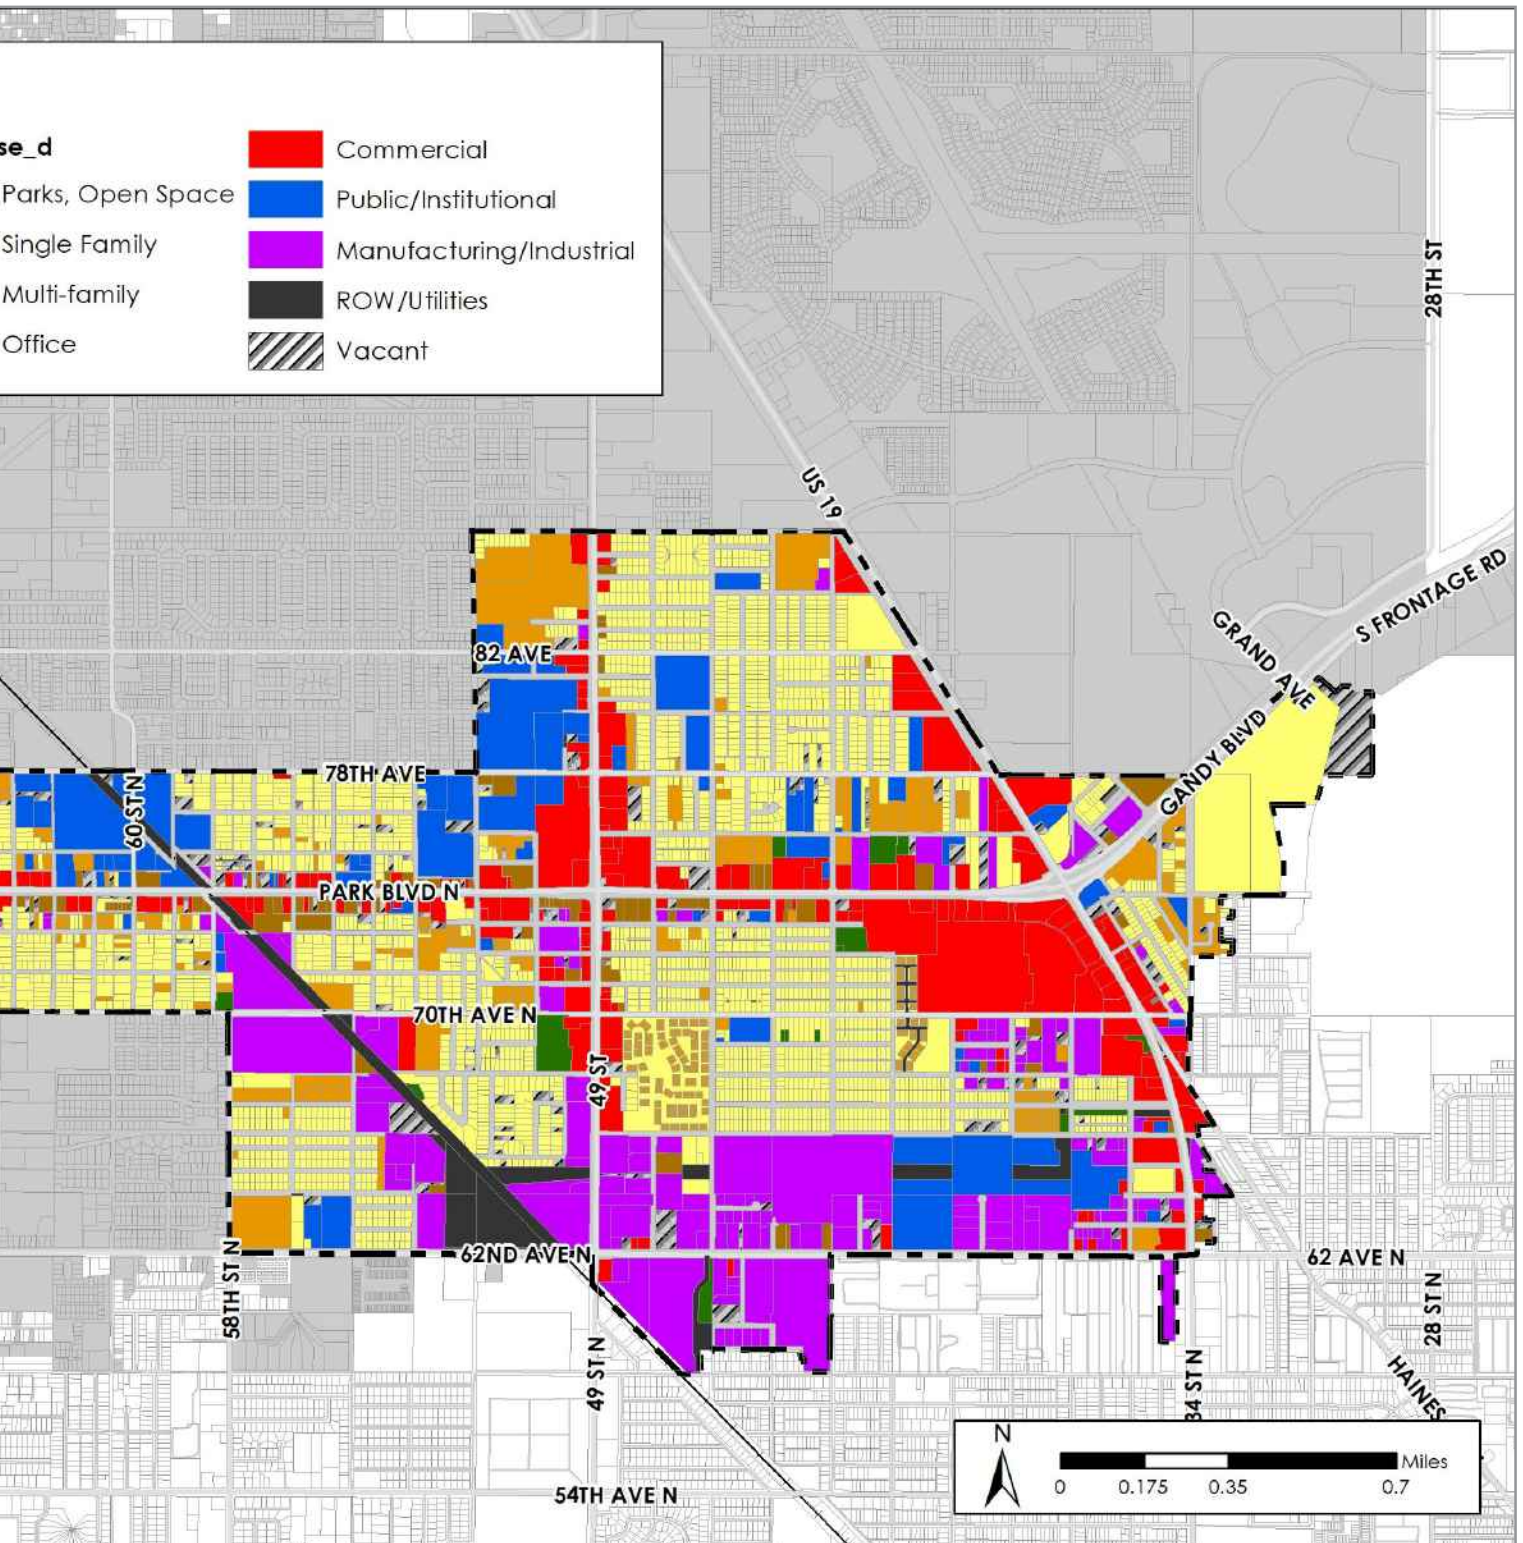 se_d
Parks, Open Space
Single Family
Multi-family
Office
Commercial
Public/Institutional
Manufacturing/Industrial
ROW/Utilities
Vacant
28TH ST
US 19
S FRONTAGE RD
GRAND AVE
82 AVE
GANDY BLVD
78TH AVE
60 ST N
PARK BLVD N
70TH AVE N
49 ST
62ND AVE N
62 AVE N
58TH ST N
28 ST N
49 ST N
34 ST N
HAINES
N
Miles
0 0.175 0.35 0.7
54TH AVE N